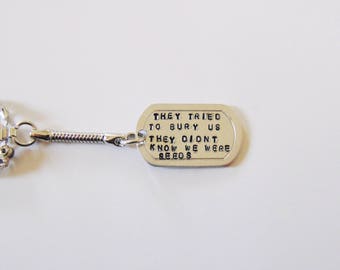 THEY TRIED
TO BURY US
THEY DIDNT
KNOW WE WERE
SEEDS